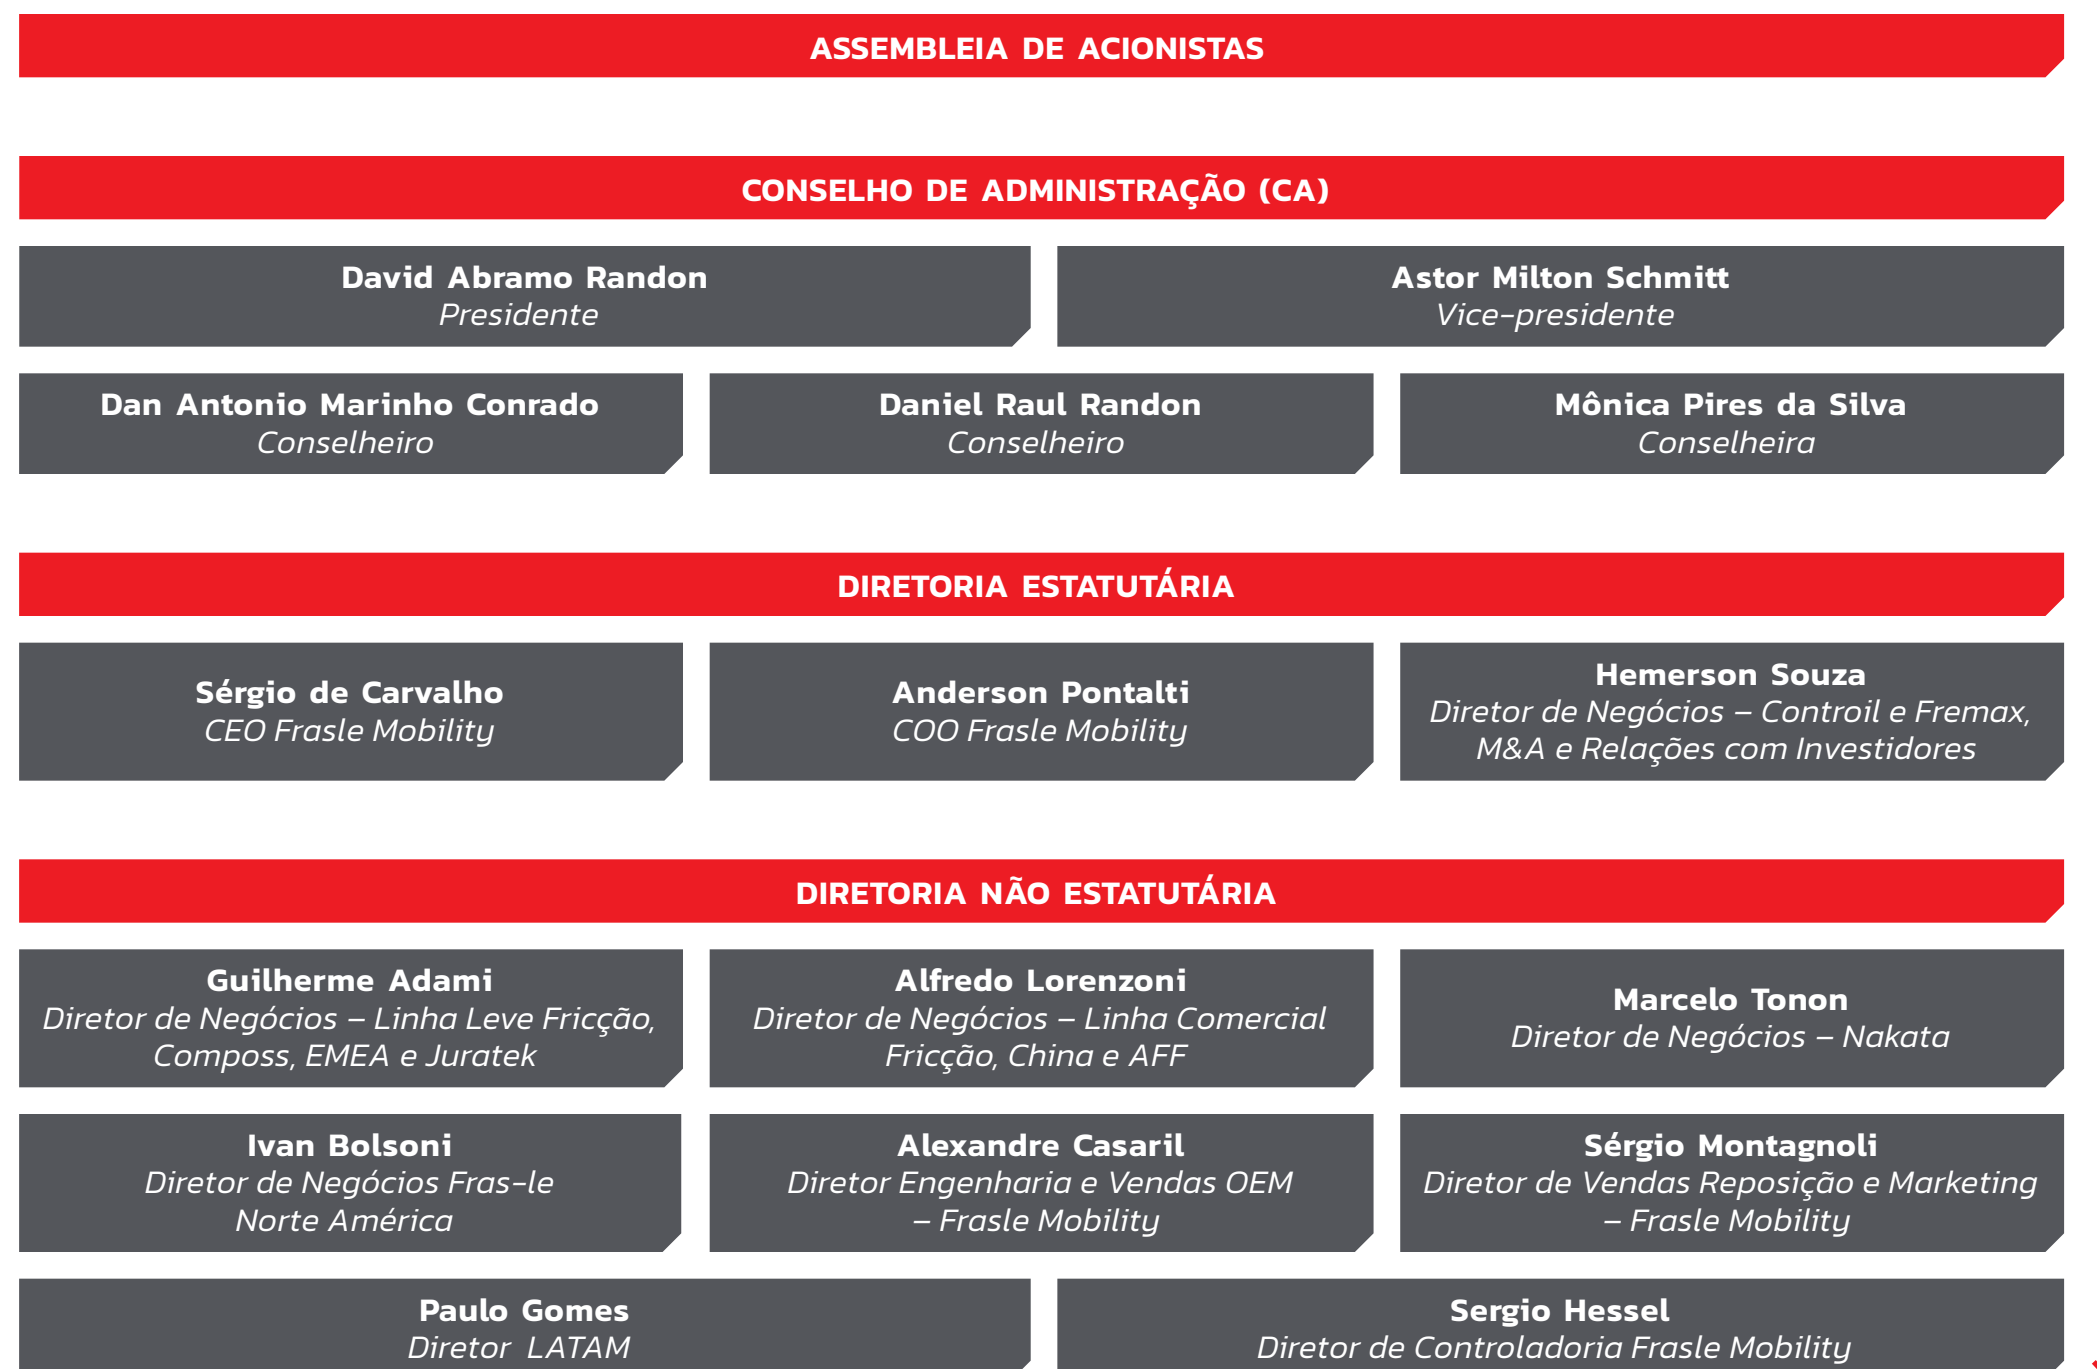 ASSEMBLEIA DE ACIONISTAS
CONSELHO DE ADMINISTRAÇÃO (CA)
David Abramo Randon
Presidente
Astor Milton Schmitt
Vice-presidente
Dan Antonio Marinho Conrado
Conselheiro
Daniel Raul Randon
Conselheiro
Mônica Pires da Silva
Conselheira
DIRETORIA ESTATUTÁRIA
Sérgio de Carvalho
CEO Frasle Mobility
Anderson Pontalti
COO Frasle Mobility
Hemerson Souza
Diretor de Negócios – Controil e Fremax,
M&A e Relações com Investidores
DIRETORIA NÃO ESTATUTÁRIA
Guilherme Adami
Diretor de Negócios – Linha Leve Fricção,
Composs, EMEA e Juratek
Alfredo Lorenzoni
Diretor de Negócios – Linha Comercial
Fricção, China e AFF
Marcelo Tonon
Diretor de Negócios – Nakata
Ivan Bolsoni
Diretor de Negócios Fras-le
Norte América
Alexandre Casaril
Diretor Engenharia e Vendas OEM
– Frasle Mobility
Sérgio Montagnoli
Diretor de Vendas Reposição e Marketing
– Frasle Mobility
Paulo Gomes
Diretor LATAM
Sergio Hessel
Diretor de Controladoria Frasle Mobility